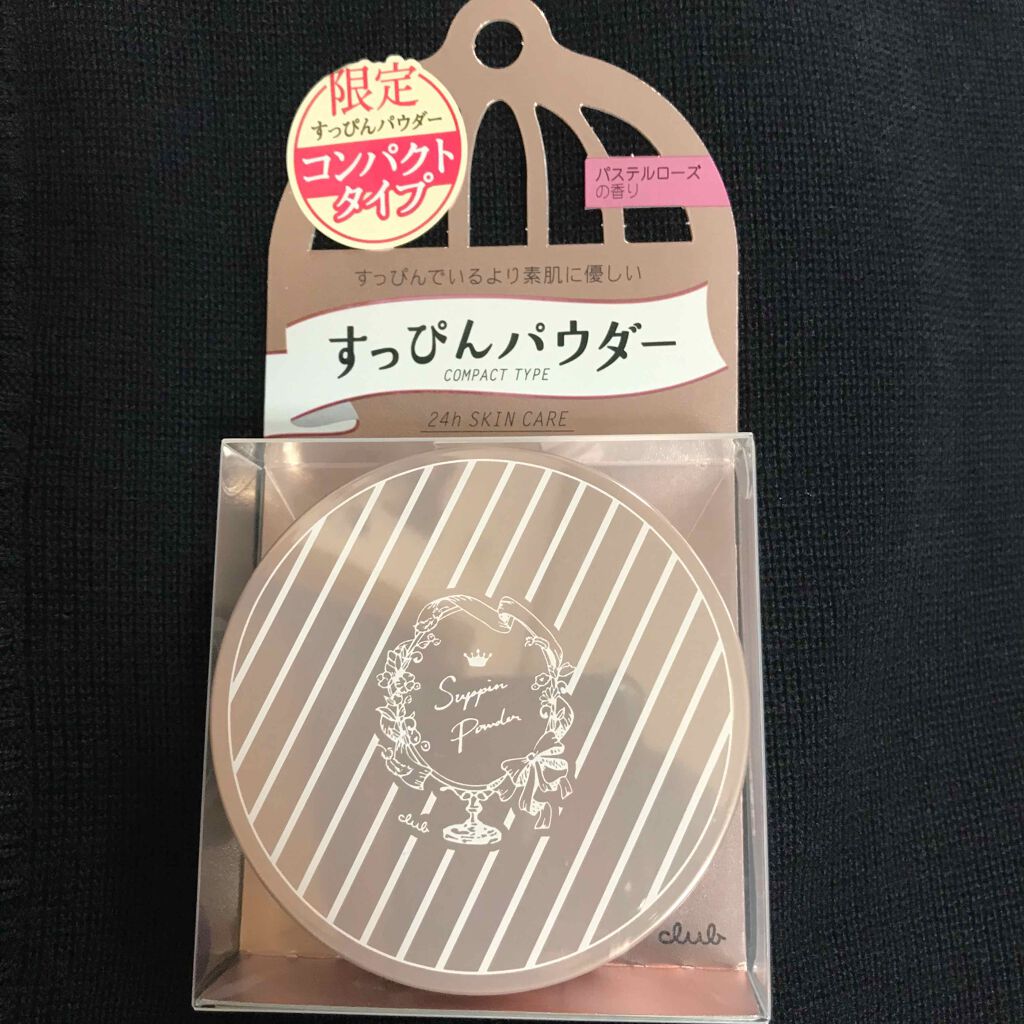 限定
すっぴんパウダー
コンパクト
タイプ
パステルローズ
の香り
すっぴんでいるより素肌に優しい
すっぴんパウダー
COMPACT TYPE
24h SKIN CARE
Suppin
Powder
club
club